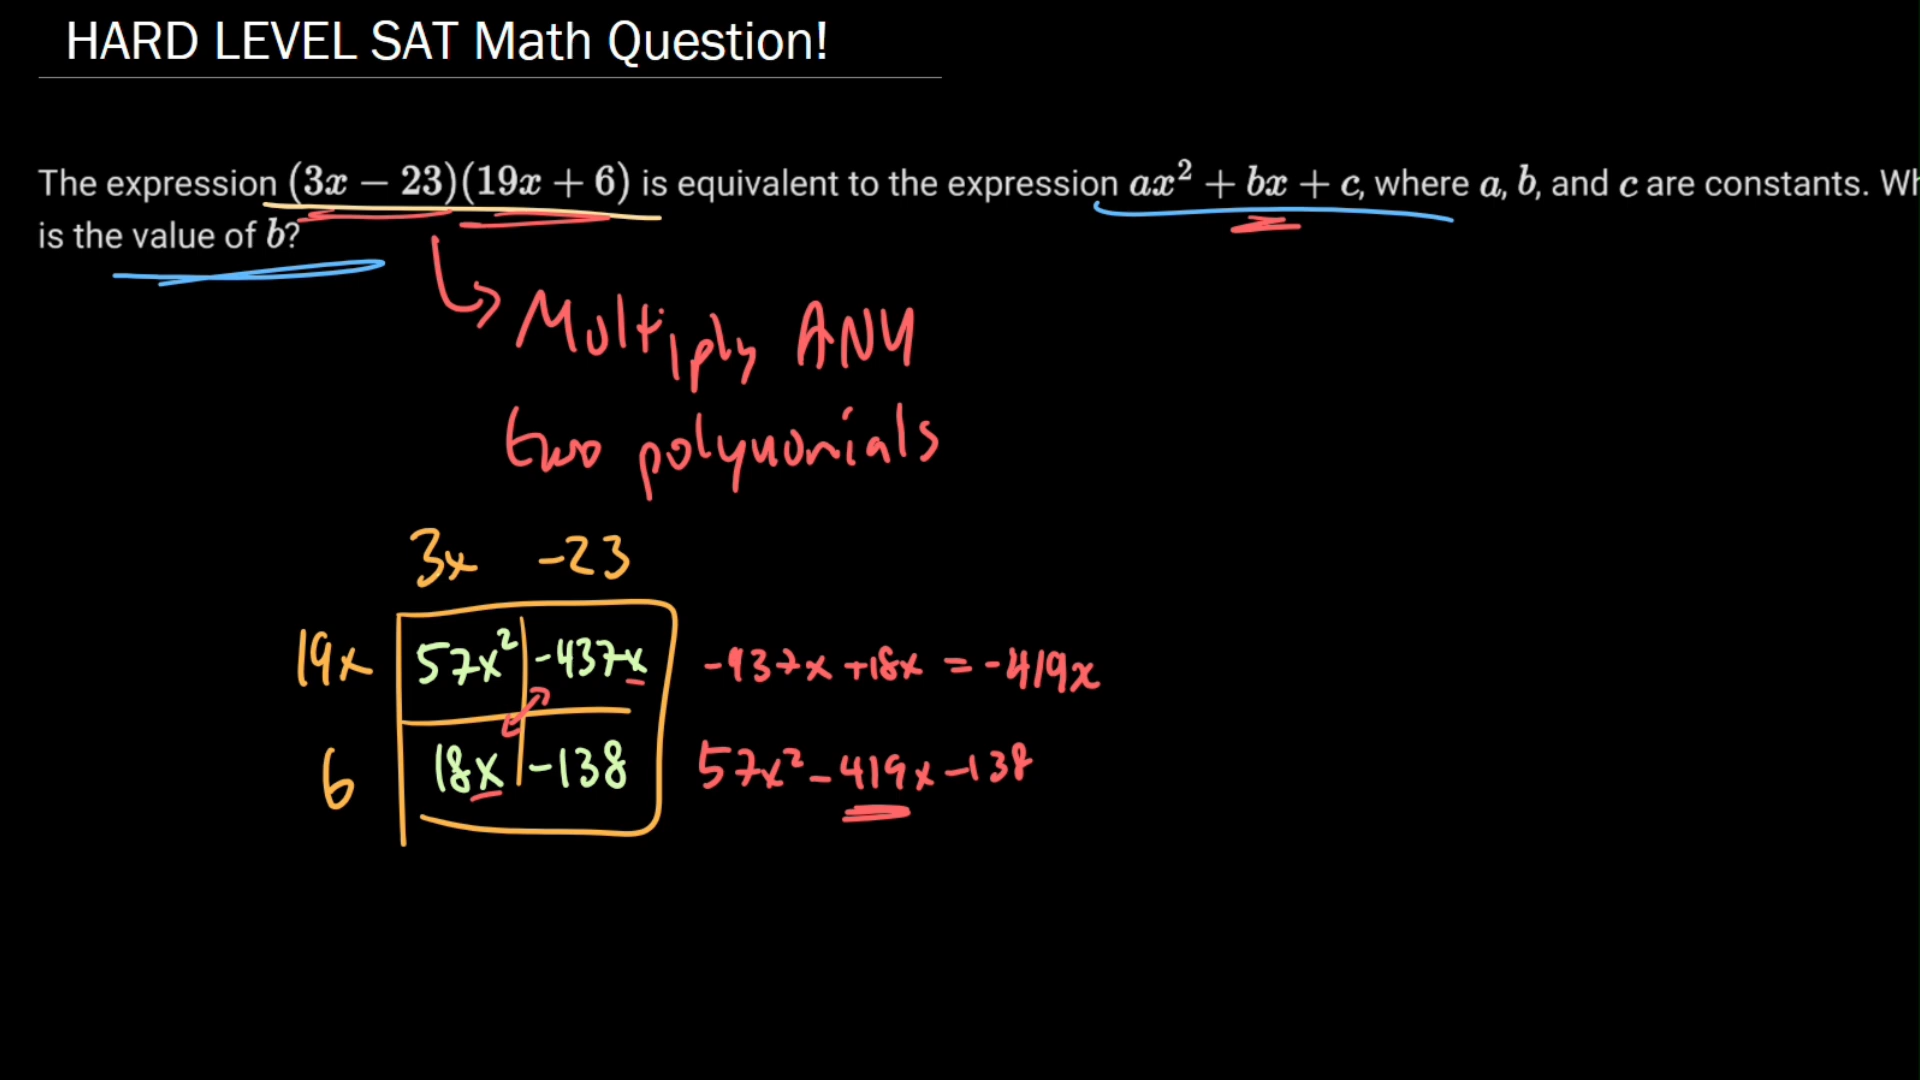 HARD LEVEL SAT Math Question!
The expression (3x − 23)(19x + 6) is equivalent to the expression ax² + bx + c, where a, b, and c are constants. Wh
is the value of b?
Multiply ANY
two polynomials
3x -23
19x 57x² -437x -437x +18x = -419x
6 18x -138 57x² - 419x -138